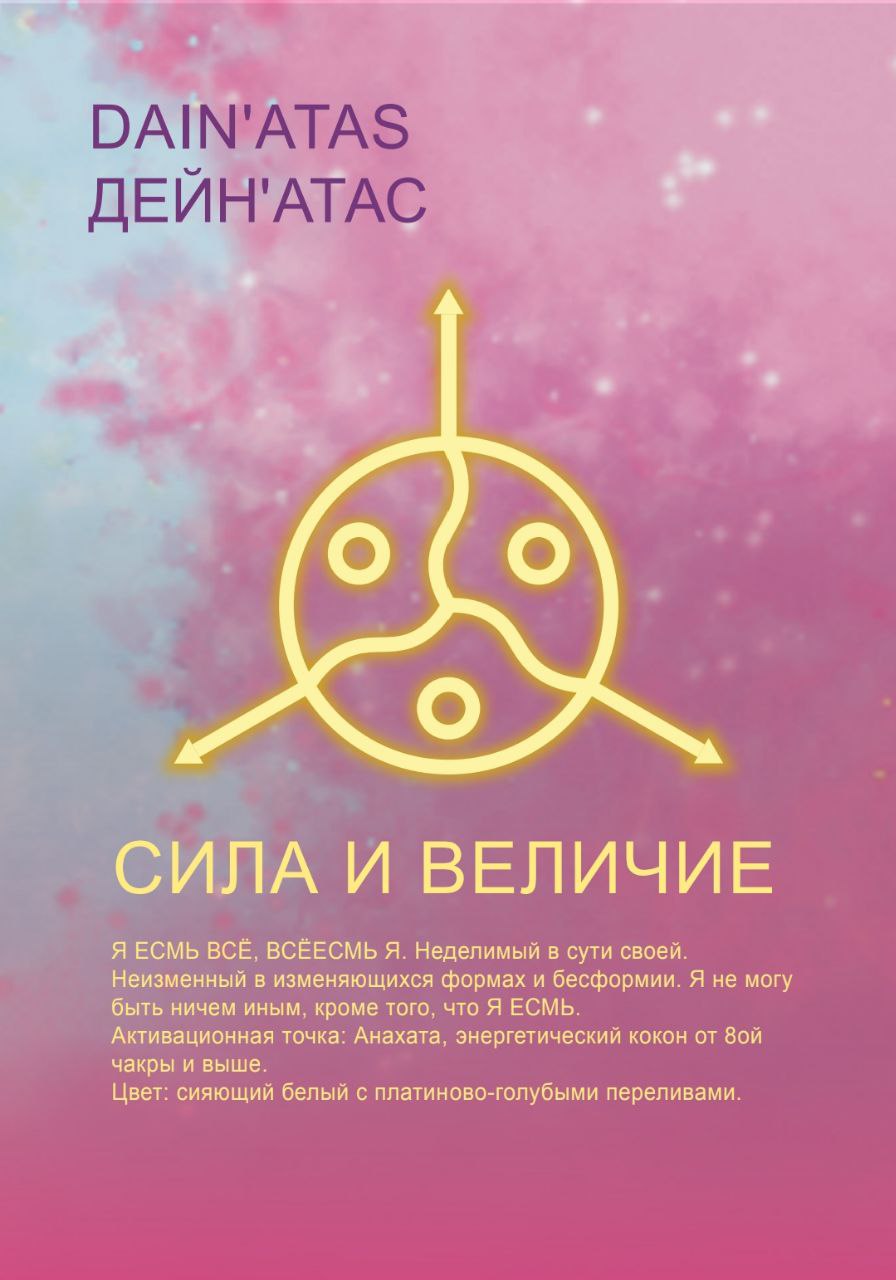 DAIN'ATAS
ДЕЙН'АТАС
СИЛА И ВЕЛИЧИЕ
Я ЕСМЬ ВСЁ, ВСЁЕСМЬ Я. Неделимый в сути своей.
Неизменный в изменяющихся формах и бесформии. Я не могу
быть ничем иным, кроме того, что Я ЕСМЬ.
Активационная точка: Анахата, энергетический кокон от 8ой
чакры и выше.
Цвет: сияющий белый с платиново-голубыми переливами.